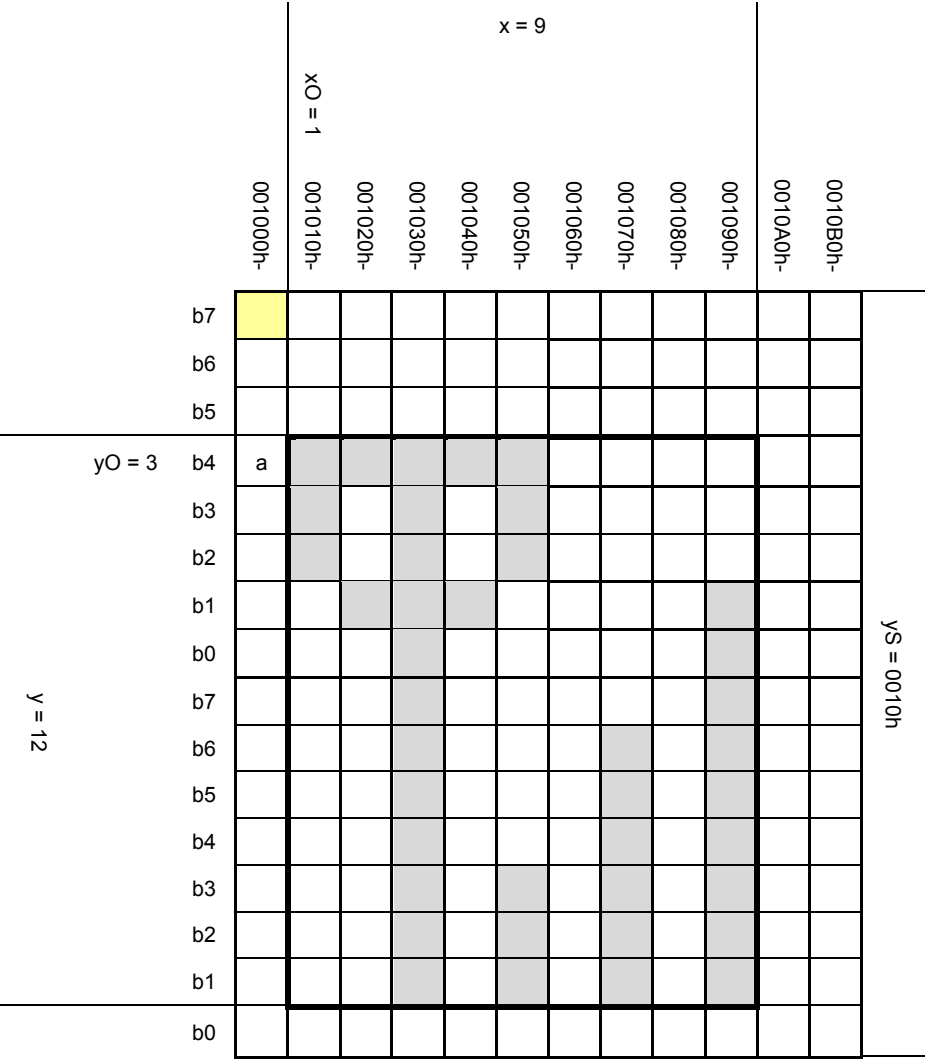 x = 9
xO = 1
001000h-
001010h-
001020h-
001030h-
001040h-
001050h-
001060h-
001070h-
001080h-
001090h-
0010A0h-
0010B0h-
b7
b6
b5
yO = 3 b4 a
b3
b2
b1
b0
b7
b6
b5
b4
b3
b2
b1
b0
y = 12
yS = 0010h